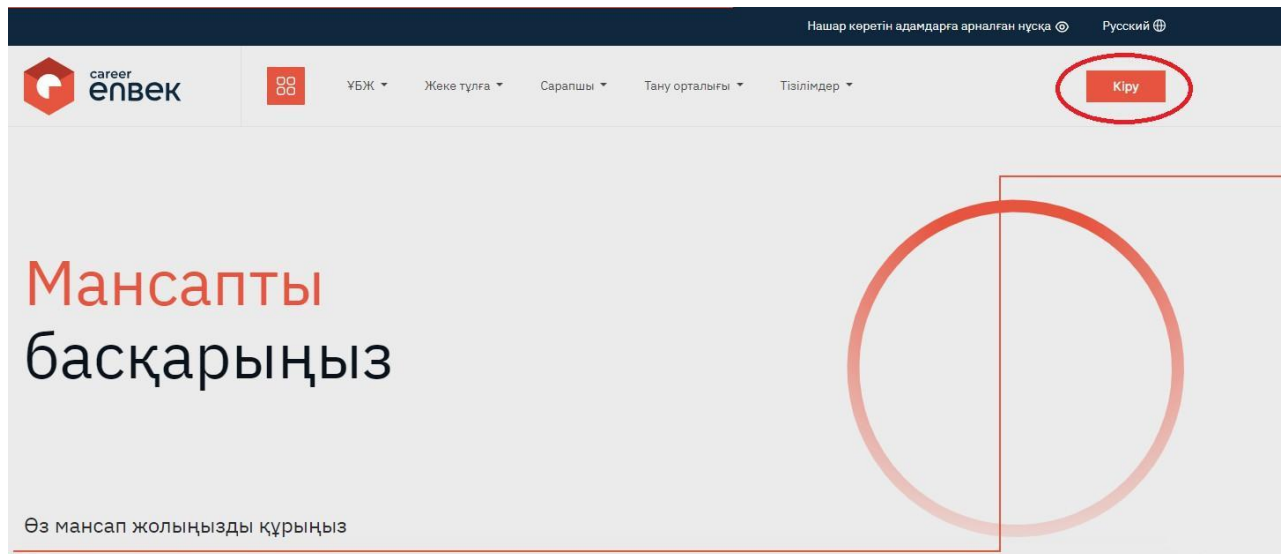 Нашар көретін адамдарға арналған нұсқа Русский
career
enbek
ҰБЖ Жеке тұлға Сарапшы Тану орталығы Тізілімдер Кіру
Мансапты
басқарыңыз
Өз мансап жолыңызды құрыңыз